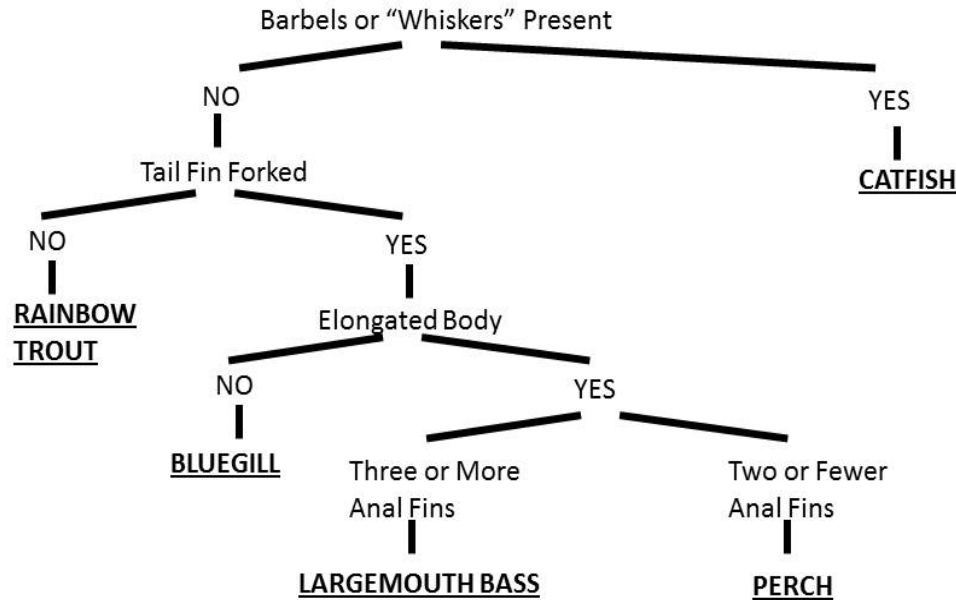 Barbels or “Whiskers” Present
NO
YES
Tail Fin Forked
CATFISH
NO
YES
RAINBOW
TROUT
Elongated Body
NO
YES
BLUEGILL
Three or More
Anal Fins
Two or Fewer
Anal Fins
LARGEMOUTH BASS
PERCH